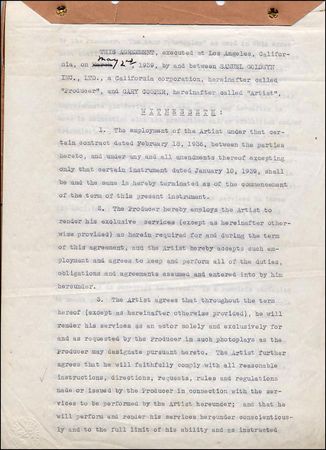 THIS AGREEMENT, executed at Los Angeles, Califor-
nia, on May 2nd, 1939, by and between SAMUEL GOLDWYN
INC., LTD., a California corporation, hereinafter called
"Producer", and GARY COOPER, hereinafter called "Artist",
W I T N E S S E T H :
1. The employment of the Artist under that cer-
tain contract dated February 18, 1936, between the parties
hereto, and under any and all amendments thereof excepting
only that certain instrument dated January 10, 1939, shall
be and the same is hereby terminated as of the commencement
of the term of this present instrument.
2. The Producer hereby employs the Artist to
render his exclusive services (except as hereinafter other-
wise provided) as herein required for and during the term
of this agreement, and the Artist hereby accepts such em-
ployment and agrees to keep and perform all of the duties,
obligations and agreements assumed and entered into by him
hereunder.
3. The Artist agrees that throughout the term
hereof (except as hereinafter otherwise provided), he will
render his services as an actor solely and exclusively for
and as requested by the Producer in such photoplays as the
Producer may designate pursuant hereto. The Artist further
agrees that he will faithfully comply with all reasonable
instructions, directions, requests, rules and regulations
made or issued by the Producer in connection with the ser-
vices to be performed by the Artist hereunder; and that he
will perform and render his services hereunder conscientious-
ly and to the full limit of his ability and as instructed